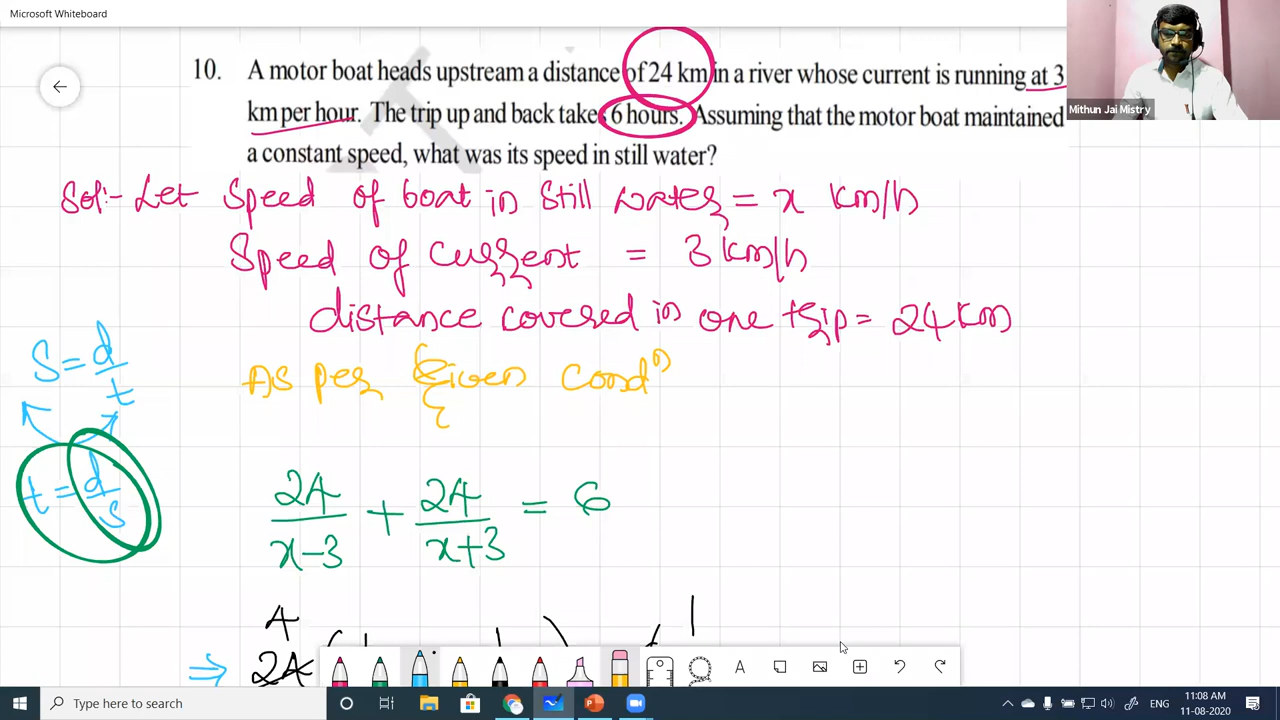 Microsoft Whiteboard
10. A motor boat heads upstream a distance of 24 km in a river whose current is running at 3
km per hour. The trip up and back takes 6 hours. Assuming that the motor boat maintained
a constant speed, what was its speed in still water?
Mithun Jai Mistry
Sol:- Let Speed of boat in Still water = x km/h
Speed of current = 3 km/h
distance covered in one trip = 24 km
S = d/t
As per given condⁿ
t = d/s
24/(x-3) + 24/(x+3) = 6
4
1
⇒ 24
Type here to search
ENG
11:08 AM
11-08-2020